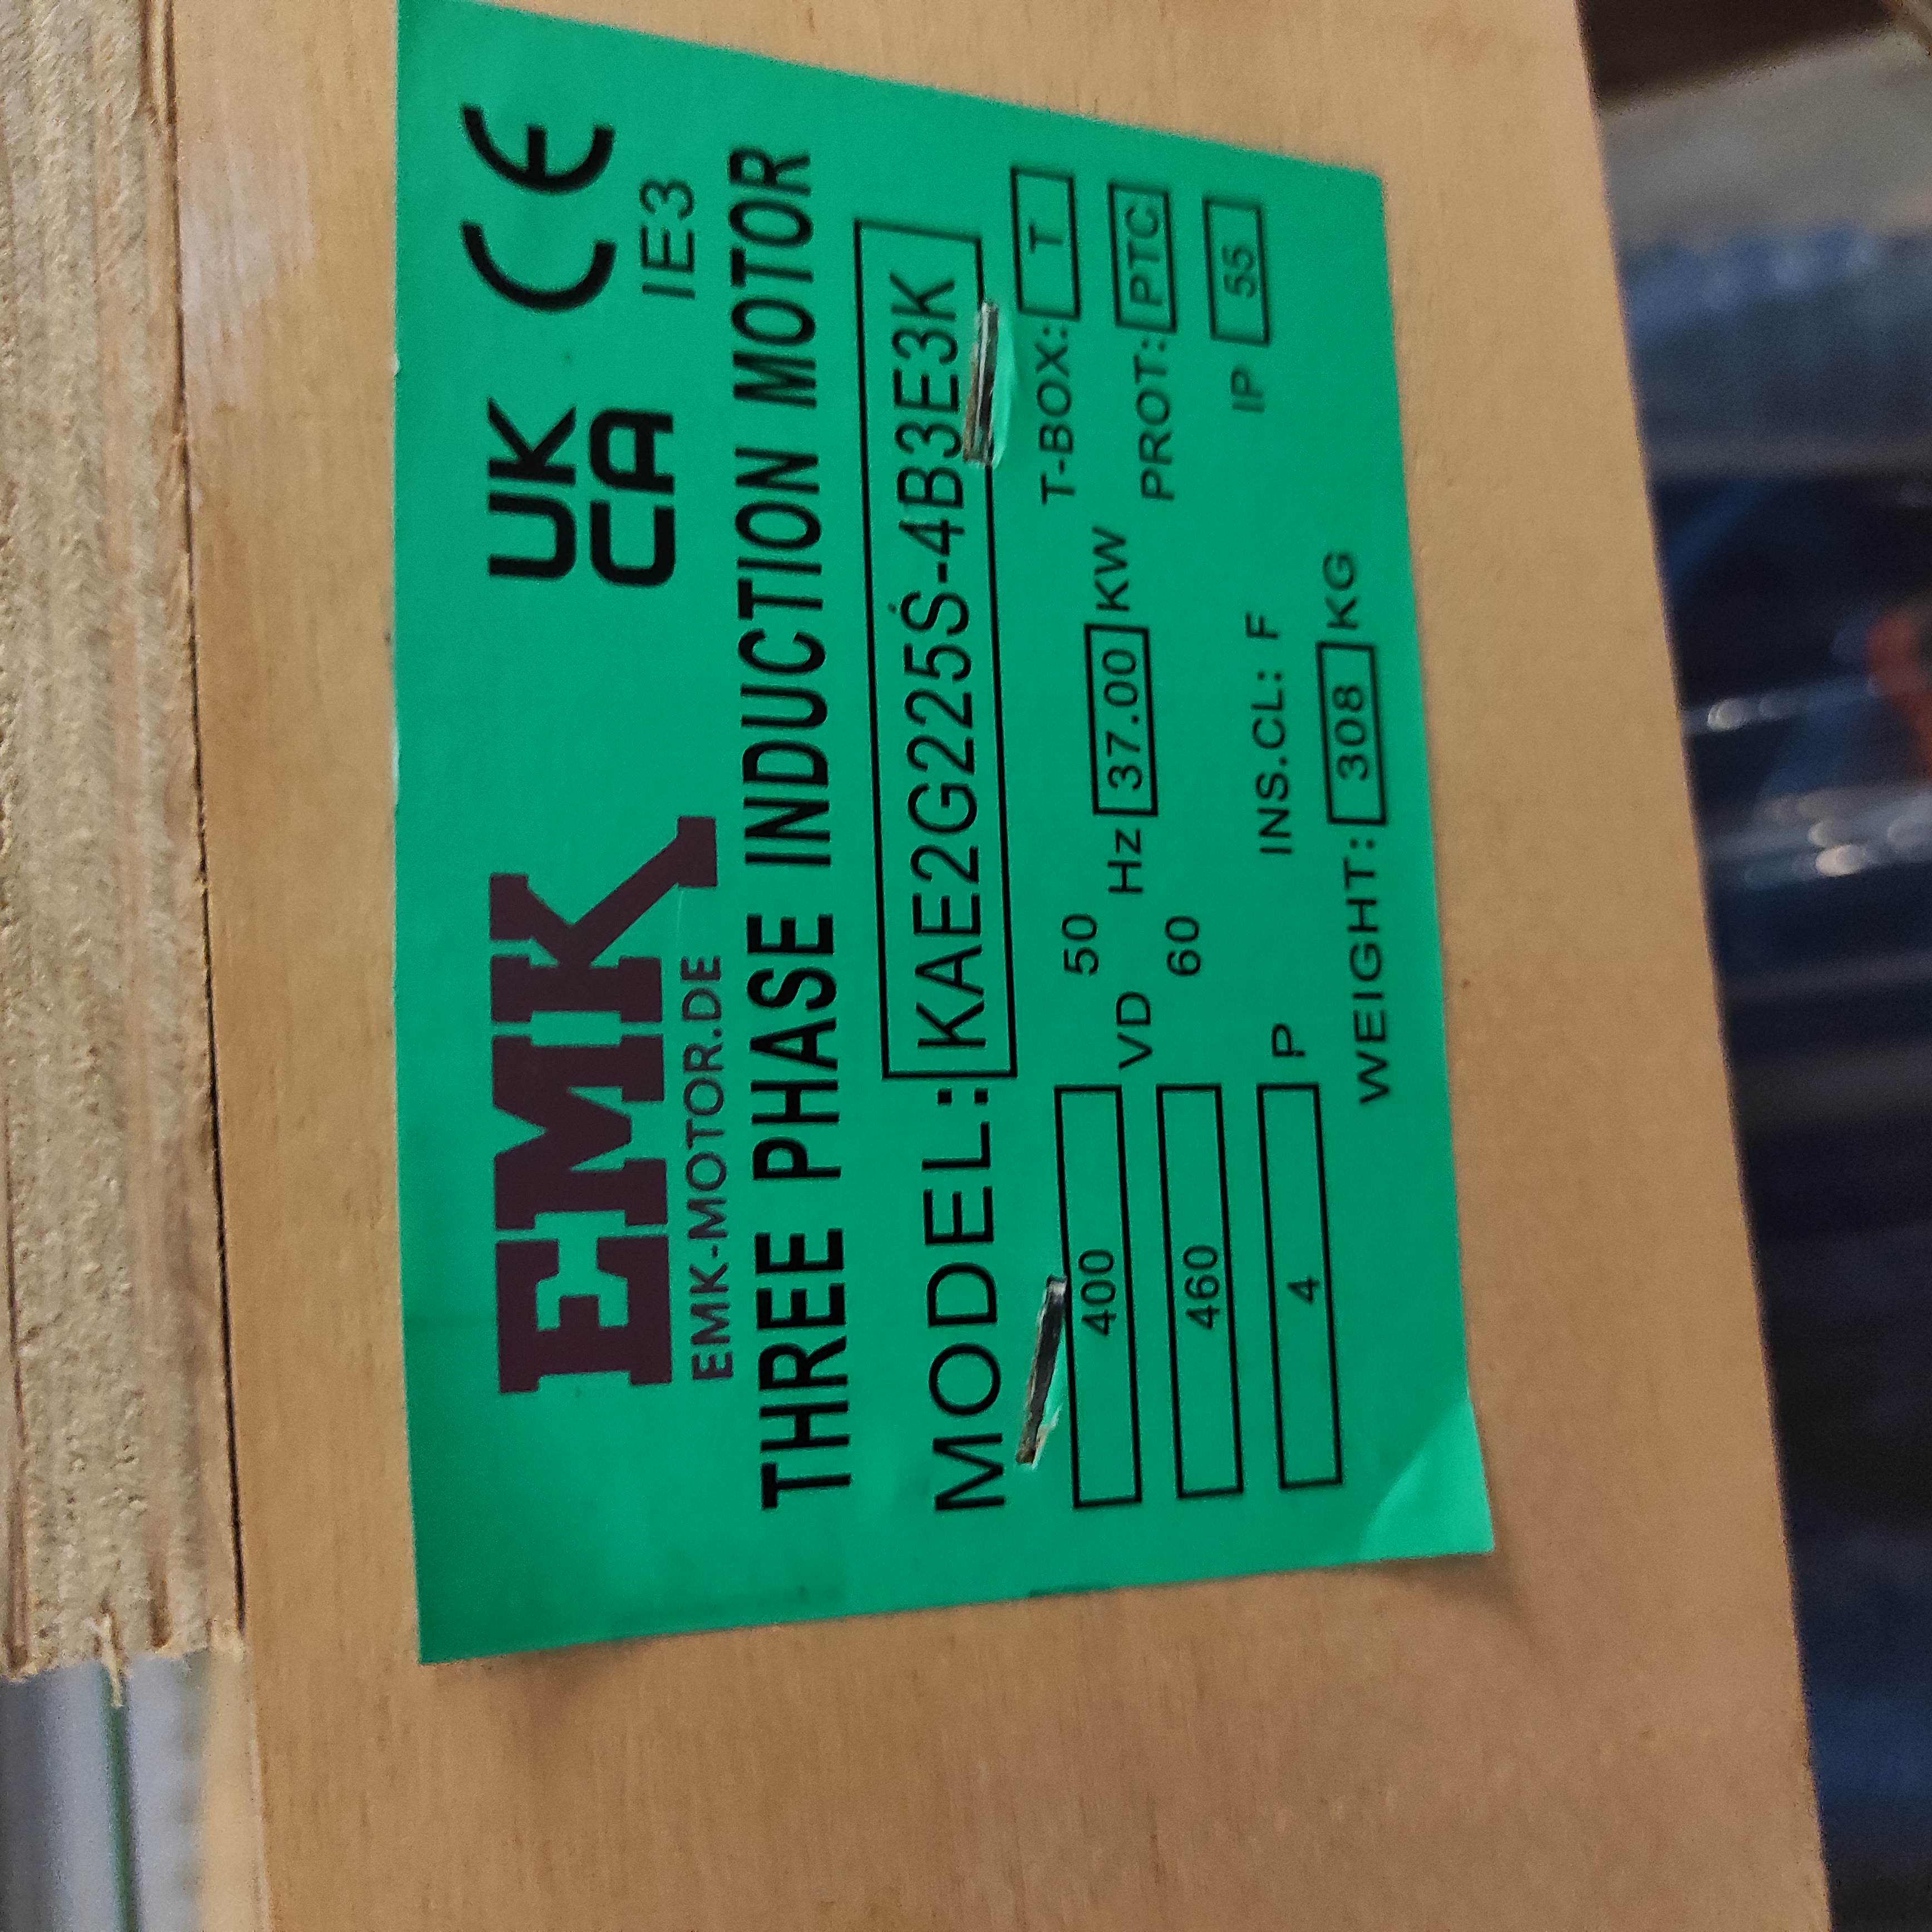 EMK
EMK-MOTOR.DE
UK
CA
CE
IE3
THREE PHASE INDUCTION MOTOR
MODEL: KAE2G225S-4B3E3K
400 VD 50 Hz 37.00 KW T-BOX: T
460 60 PROT: PTC
4 P INS.CL: F IP 55
WEIGHT: 308 KG